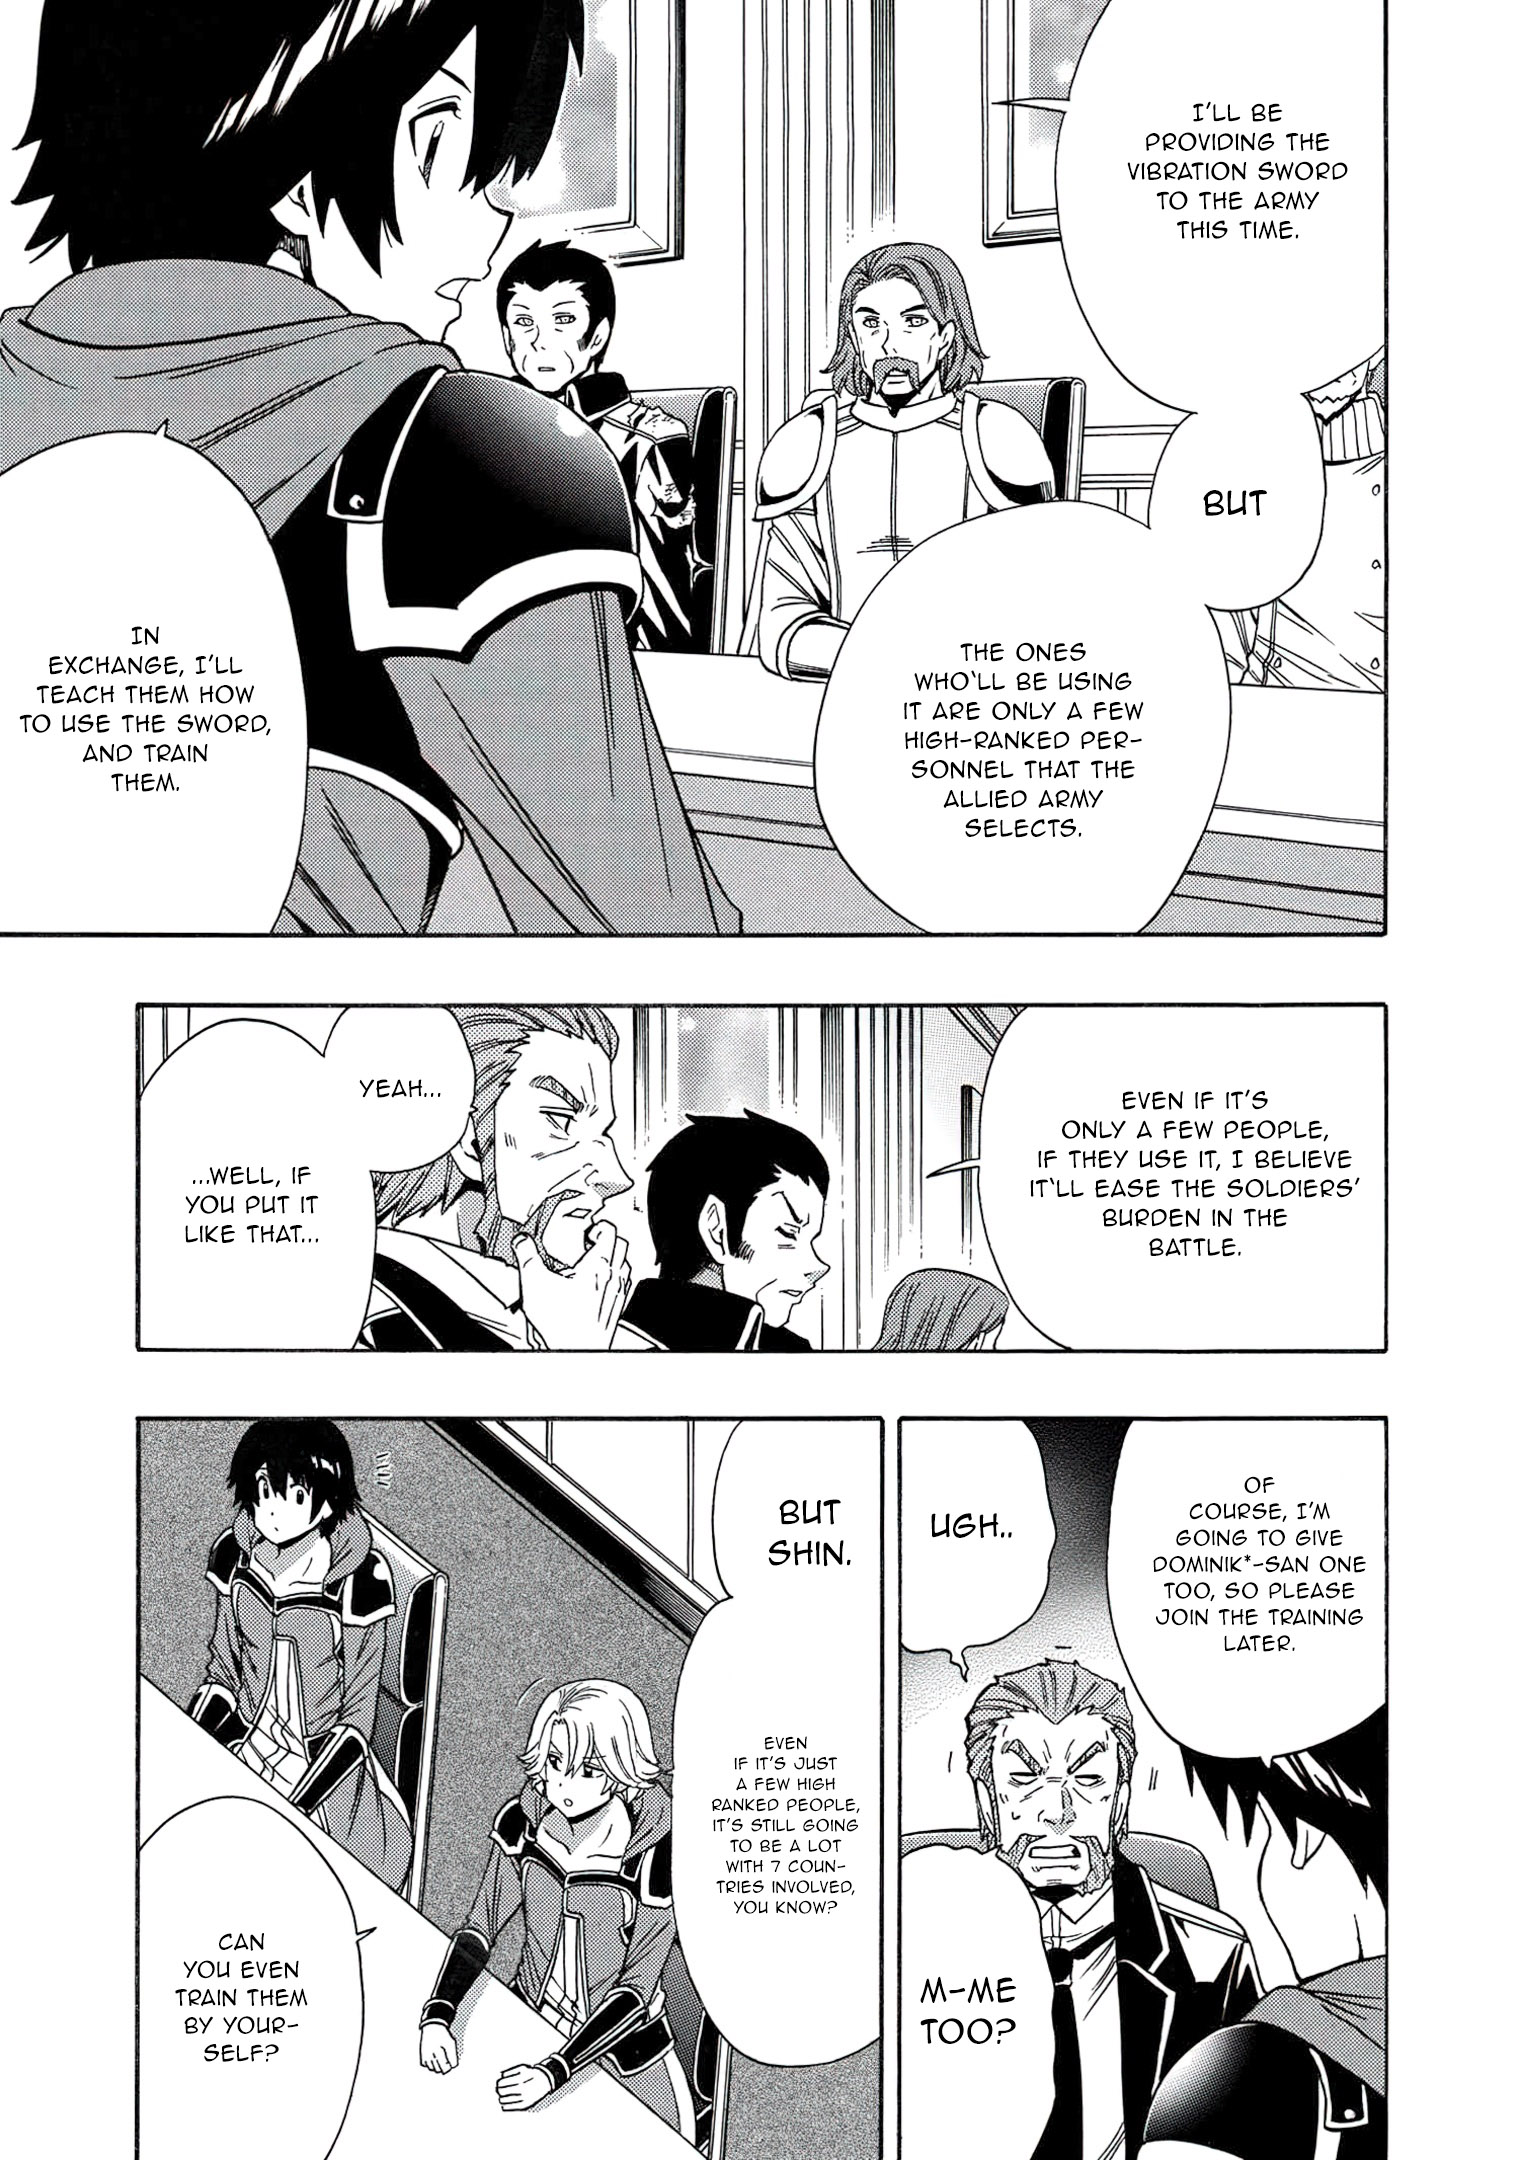 I'LL BE
PROVIDING THE
VIBRATION SWORD
TO THE ARMY
THIS TIME.
BUT
THE ONES
WHO'LL BE USING
IT ARE ONLY A FEW
HIGH-RANKED PER-
SONNEL THAT THE
ALLIED ARMY
SELECTS.
IN
EXCHANGE, I'LL
TEACH THEM HOW
TO USE THE SWORD,
AND TRAIN
THEM.
EVEN IF IT'S
ONLY A FEW PEOPLE,
IF THEY USE IT, I BELIEVE
IT'LL EASE THE SOLDIERS'
BURDEN IN THE
BATTLE.
YEAH...
...WELL, IF
YOU PUT IT
LIKE THAT...
OF
COURSE, I'M
GOING TO GIVE
DOMINIK*-SAN ONE
TOO, SO PLEASE
JOIN THE TRAINING
LATER.
UGH..
M-ME
TOO?
BUT
SHIN.
EVEN
IF IT'S JUST
A FEW HIGH
RANKED PEOPLE,
IT'S STILL GOING
TO BE A LOT
WITH 7 COUN-
TRIES INVOLVED,
YOU KNOW?
CAN
YOU EVEN
TRAIN THEM
BY YOUR-
SELF?